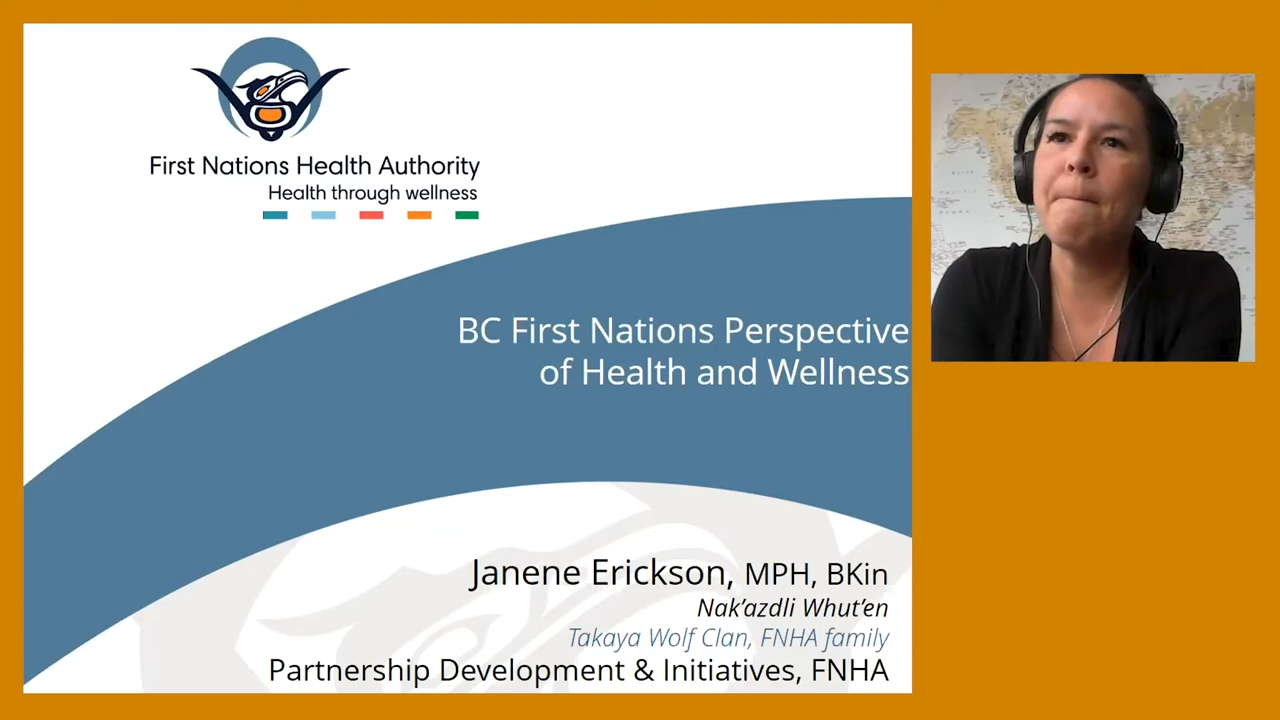 First Nations Health Authority
Health through wellness
BC First Nations Perspective
of Health and Wellness
Janene Erickson, MPH, BKin
Nak’azdli Whut’en
Takaya Wolf Clan, FNHA family
Partnership Development & Initiatives, FNHA